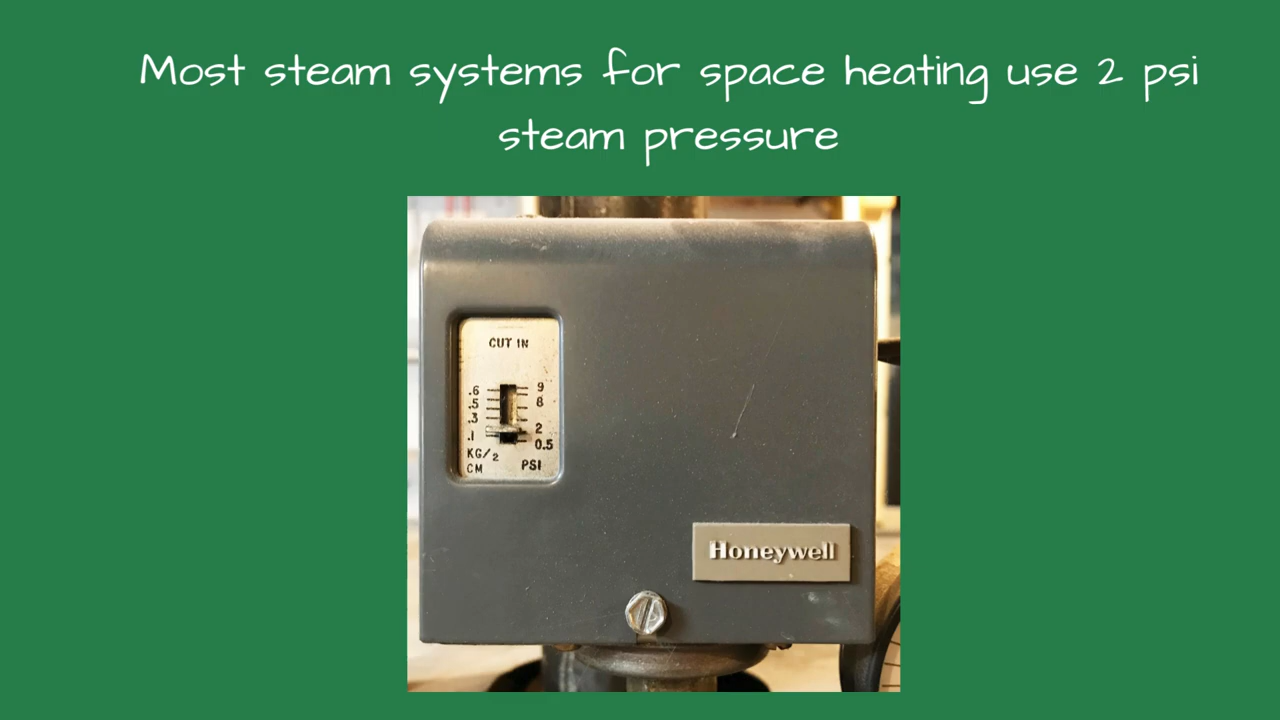 Most steam systems for space heating use 2 psi
steam pressure
CUT IN
.6 9
.5 8
.3
.1 2
0.5
KG/2
CM PSI
Honeywell